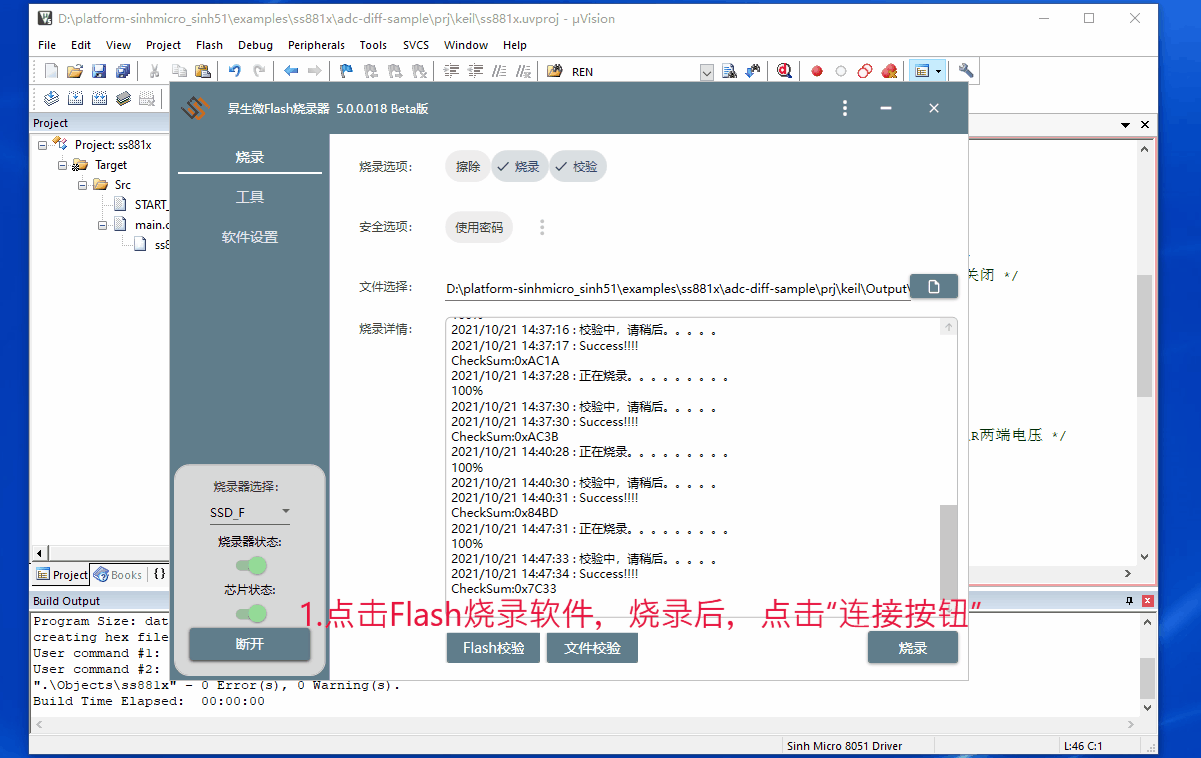 D:\platform-sinhmicro_sinh51\examples\ss881x\adc-diff-sample\prj\keil\ss881x.uvproj - µVision
File Edit View Project Flash Debug Peripherals Tools SVCS Window Help
REN
Project
Project: ss881x
Target
Src
START_
main.c
ss8
昇生微Flash烧录器 5.0.0.018 Beta版
烧录
工具
软件设置
烧录选项: 擦除 烧录 校验
安全选项: 使用密码
文件选择: D:\platform-sinhmicro_sinh51\examples\ss881x\adc-diff-sample\prj\keil\Output\
烧录详情:
2021/10/21 14:37:16 : 校验中，请稍后。。。。。
2021/10/21 14:37:17 : Success!!!!
CheckSum:0xAC1A
2021/10/21 14:37:28 : 正在烧录。。。。。。。。。
100%
2021/10/21 14:37:30 : 校验中，请稍后。。。。。
2021/10/21 14:37:30 : Success!!!!
CheckSum:0xAC3B
2021/10/21 14:40:28 : 正在烧录。。。。。。。。。
100%
2021/10/21 14:40:30 : 校验中，请稍后。。。。。
2021/10/21 14:40:31 : Success!!!!
CheckSum:0x84BD
2021/10/21 14:47:31 : 正在烧录。。。。。。。。。
100%
2021/10/21 14:47:33 : 校验中，请稍后。。。。。
2021/10/21 14:47:34 : Success!!!!
CheckSum:0x7C33
关闭 */
R两端电压 */
烧录器选择:
SSD_F
烧录器状态:
芯片状态:
断开
1.点击Flash烧录软件，烧录后，点击“连接按钮”
Flash校验 文件校验 烧录
Project Books {}
Build Output
Program Size: dat
creating hex file
User command #1:
User command #2:
".\Objects\ss881x" - 0 Error(s), 0 Warning(s).
Build Time Elapsed: 00:00:00
Sinh Micro 8051 Driver L:46 C:1